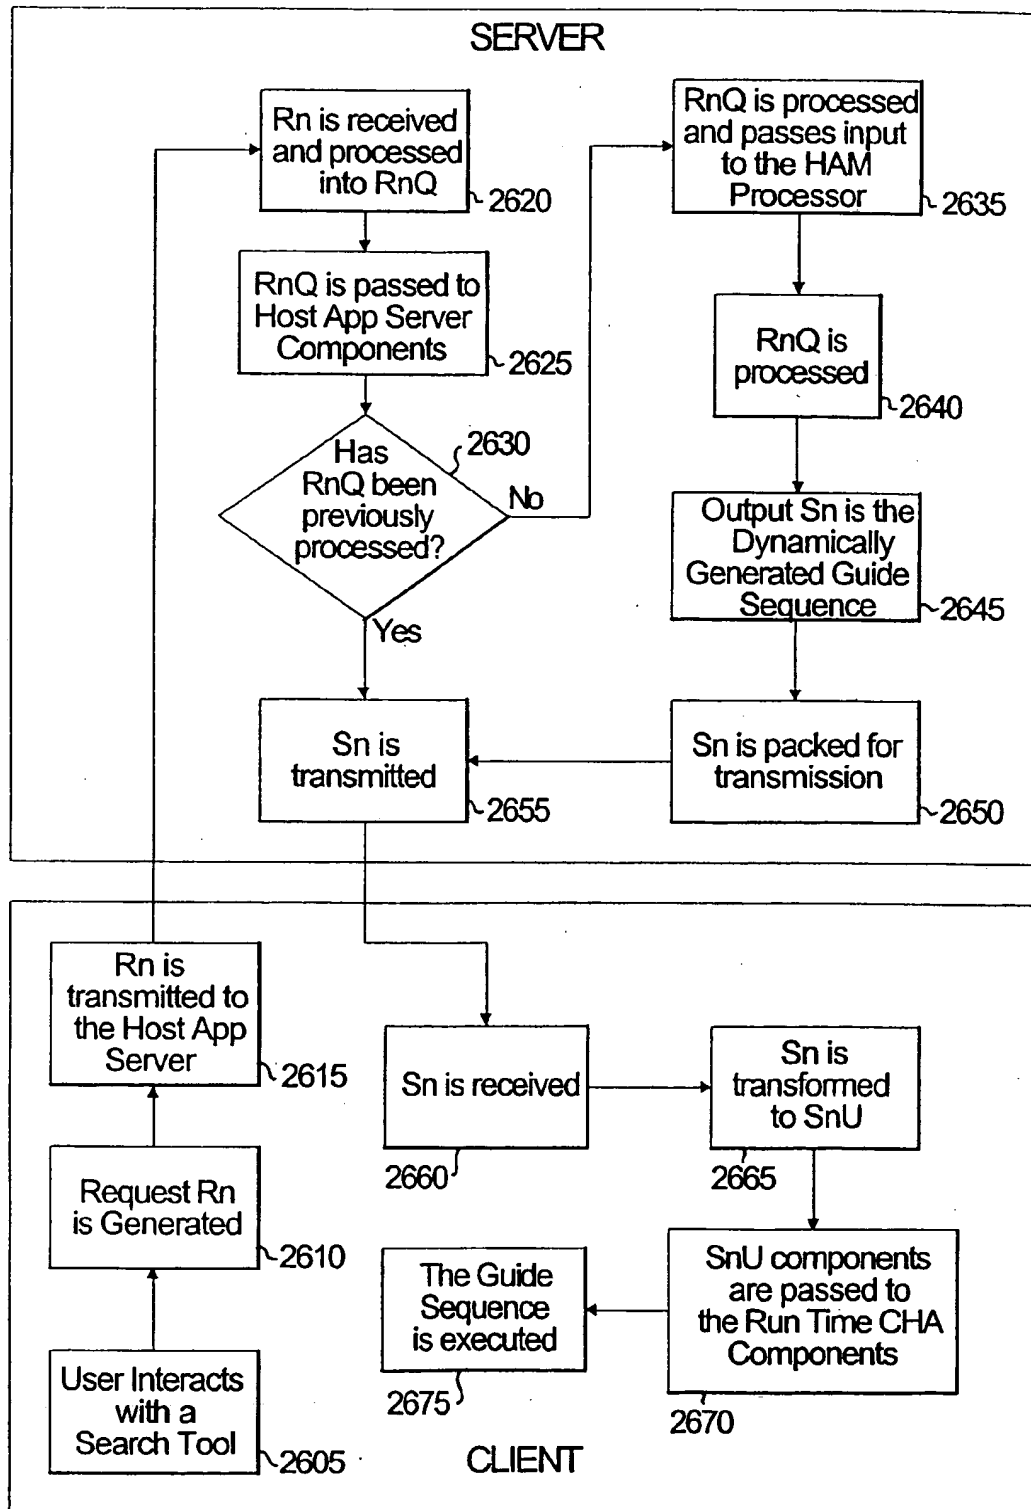 SERVER
Rn is received
and processed
into RnQ
2620
RnQ is passed to
Host App Server
Components
2625
Has
RnQ been
previously
processed?
2630
No
Yes
RnQ is processed
and passes input
to the HAM
Processor
2635
RnQ is
processed
2640
Output Sn is the
Dynamically
Generated Guide
Sequence
2645
Sn is packed for
transmission
2650
Sn is
transmitted
2655
Rn is
transmitted to
the Host App
Server
2615
Request Rn
is Generated
2610
User Interacts
with a
Search Tool
2605
Sn is received
2660
Sn is
transformed
to SnU
2665
SnU components
are passed to
the Run Time CHA
Components
2670
The Guide
Sequence
is executed
2675
CLIENT